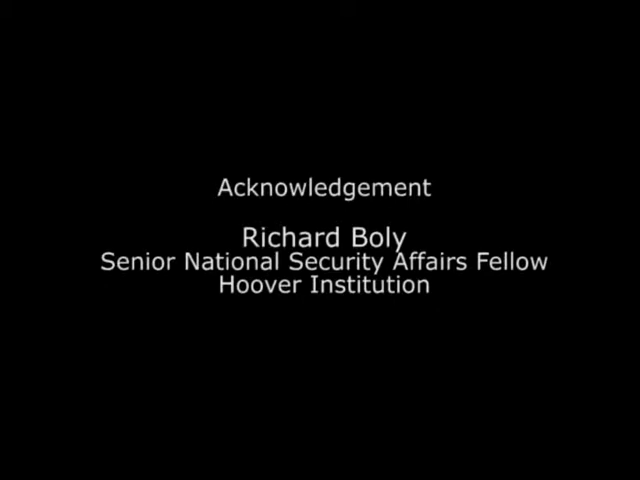 Acknowledgement
Richard Boly
Senior National Security Affairs Fellow
Hoover Institution